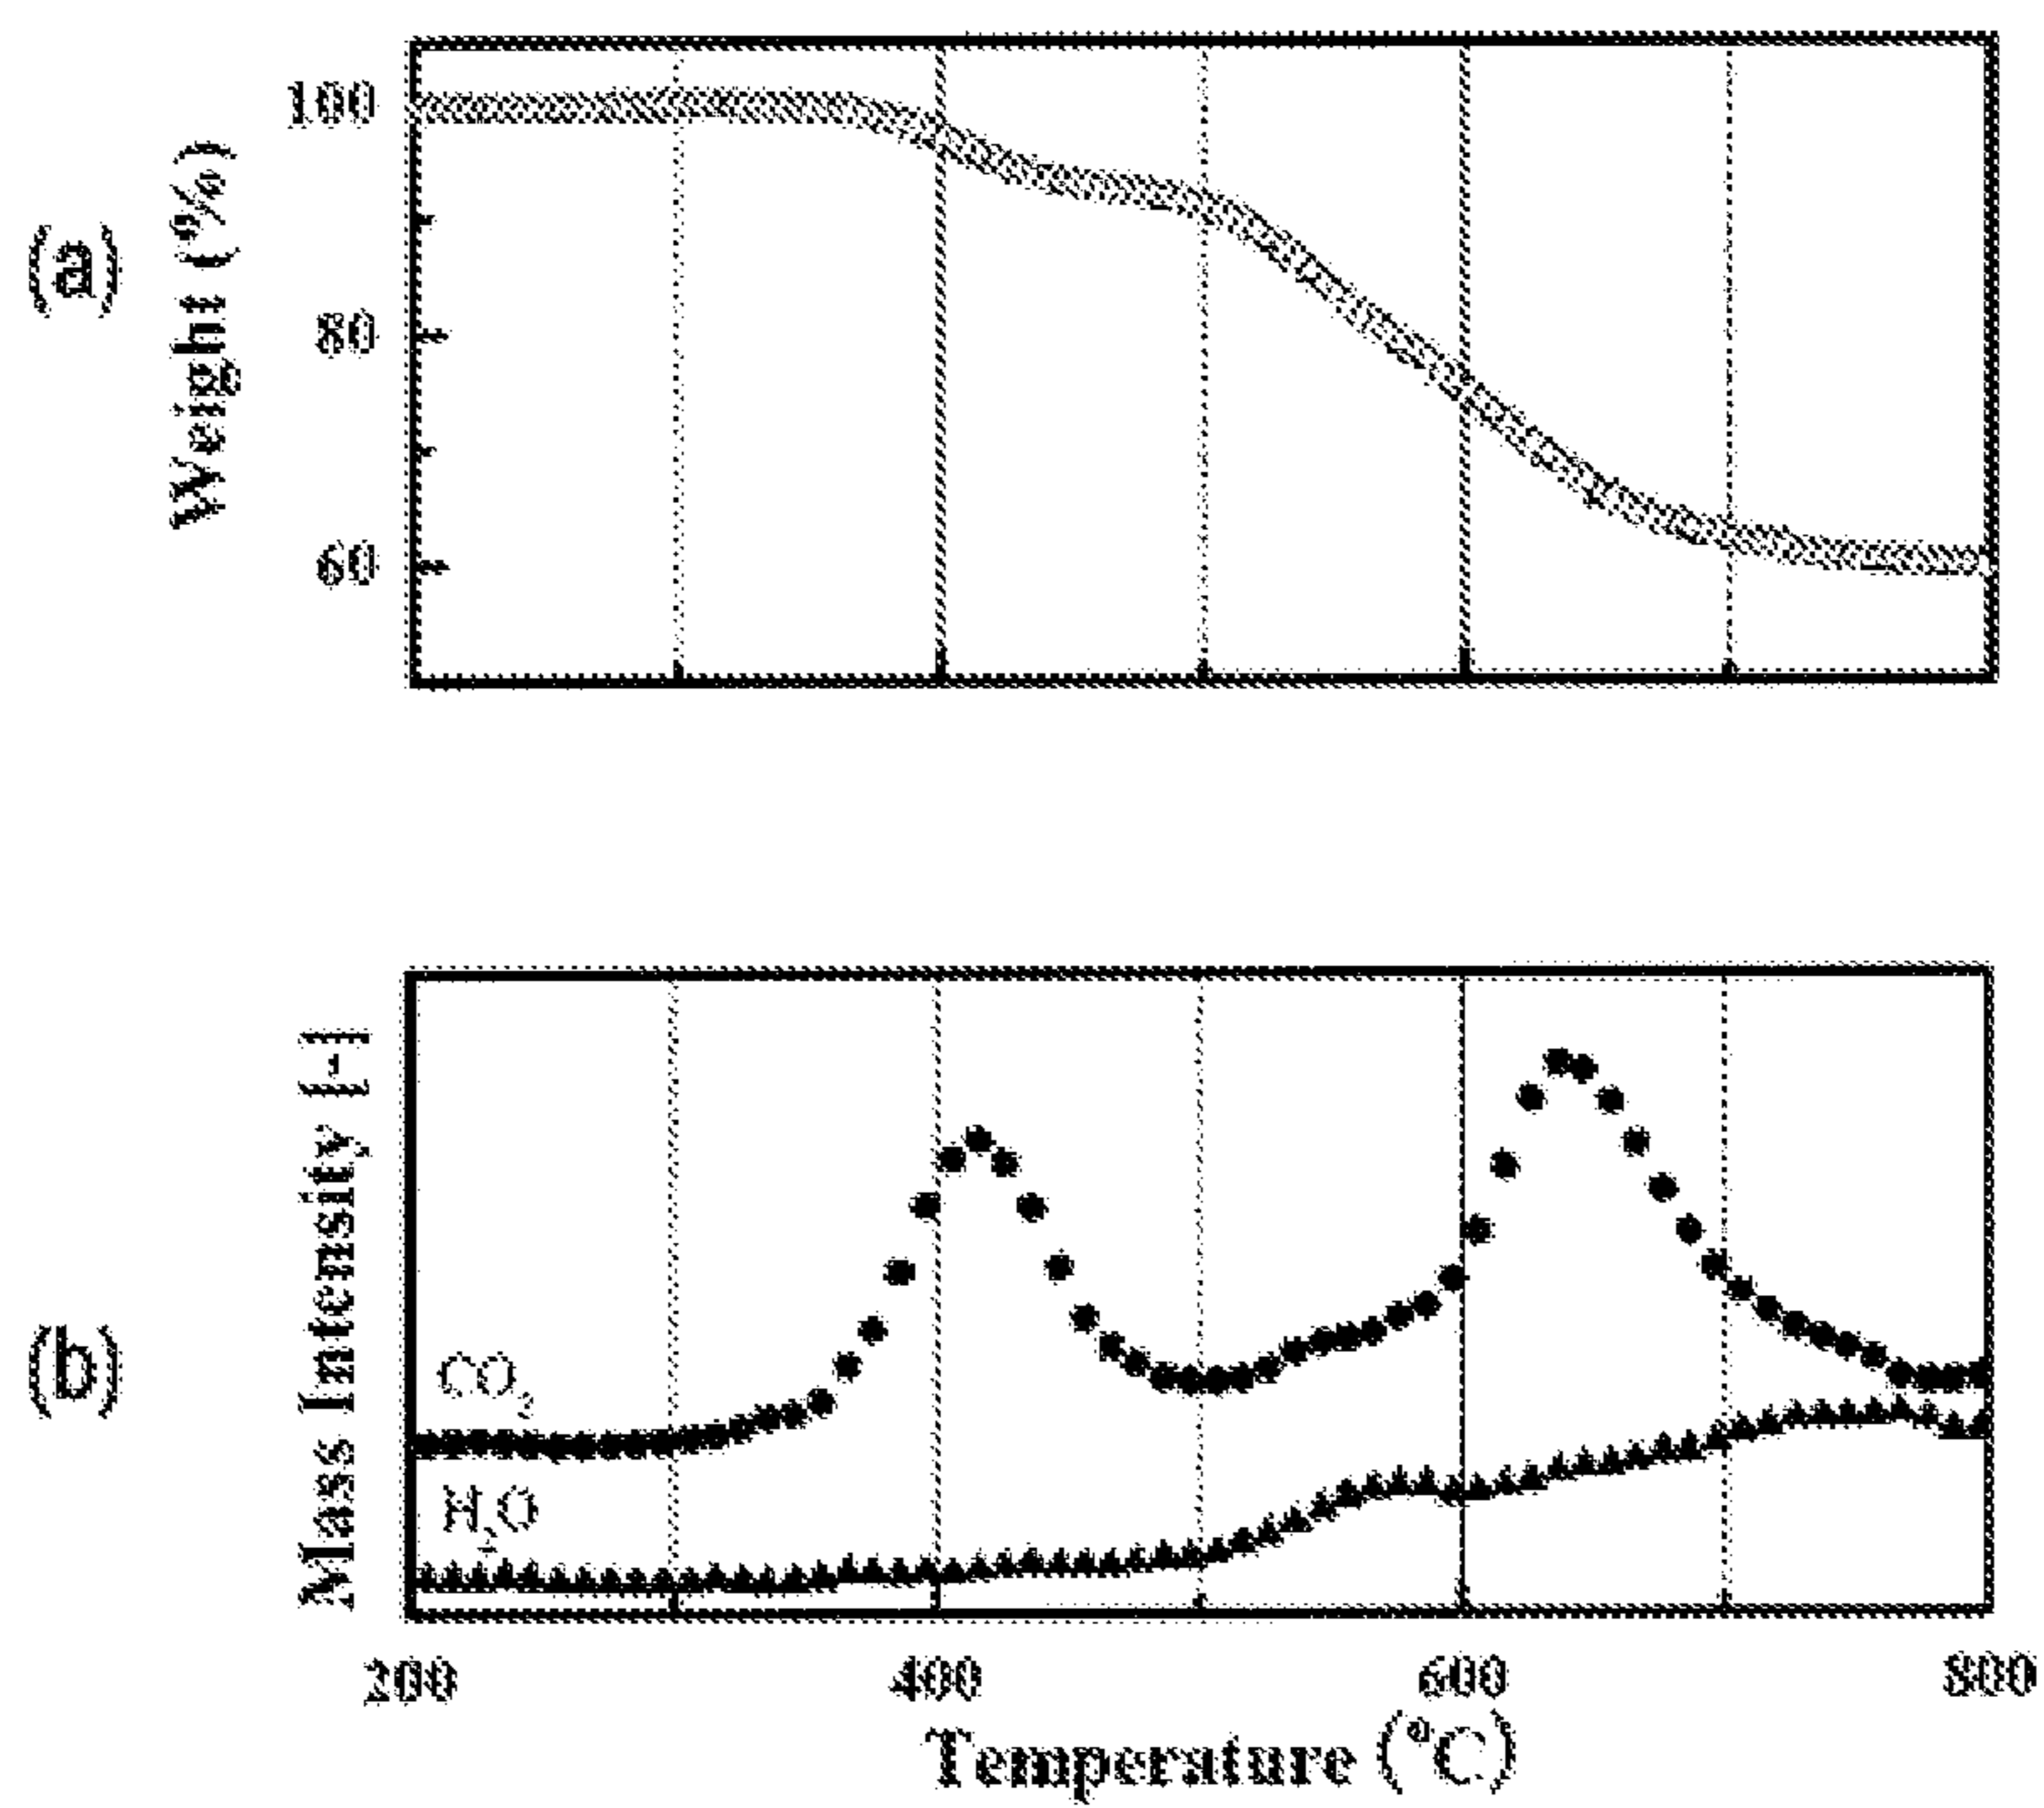 (a)
Weight (%)
100
80
60
(b)
Mass Intensity [-]
CO2
H2O
200 400 600 800
Temperature (°C)